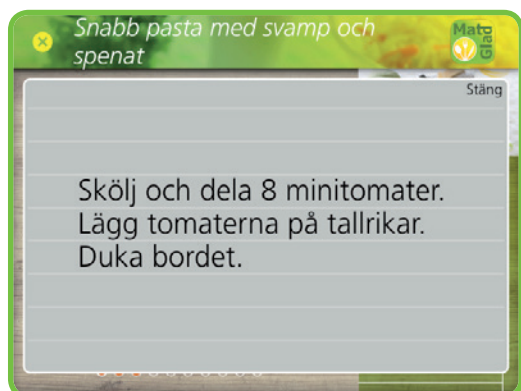 Snabb pasta med svamp och
spenat
Mat
Glad
Stäng
Skölj och dela 8 minitomater.
Lägg tomaterna på tallrikar.
Duka bordet.